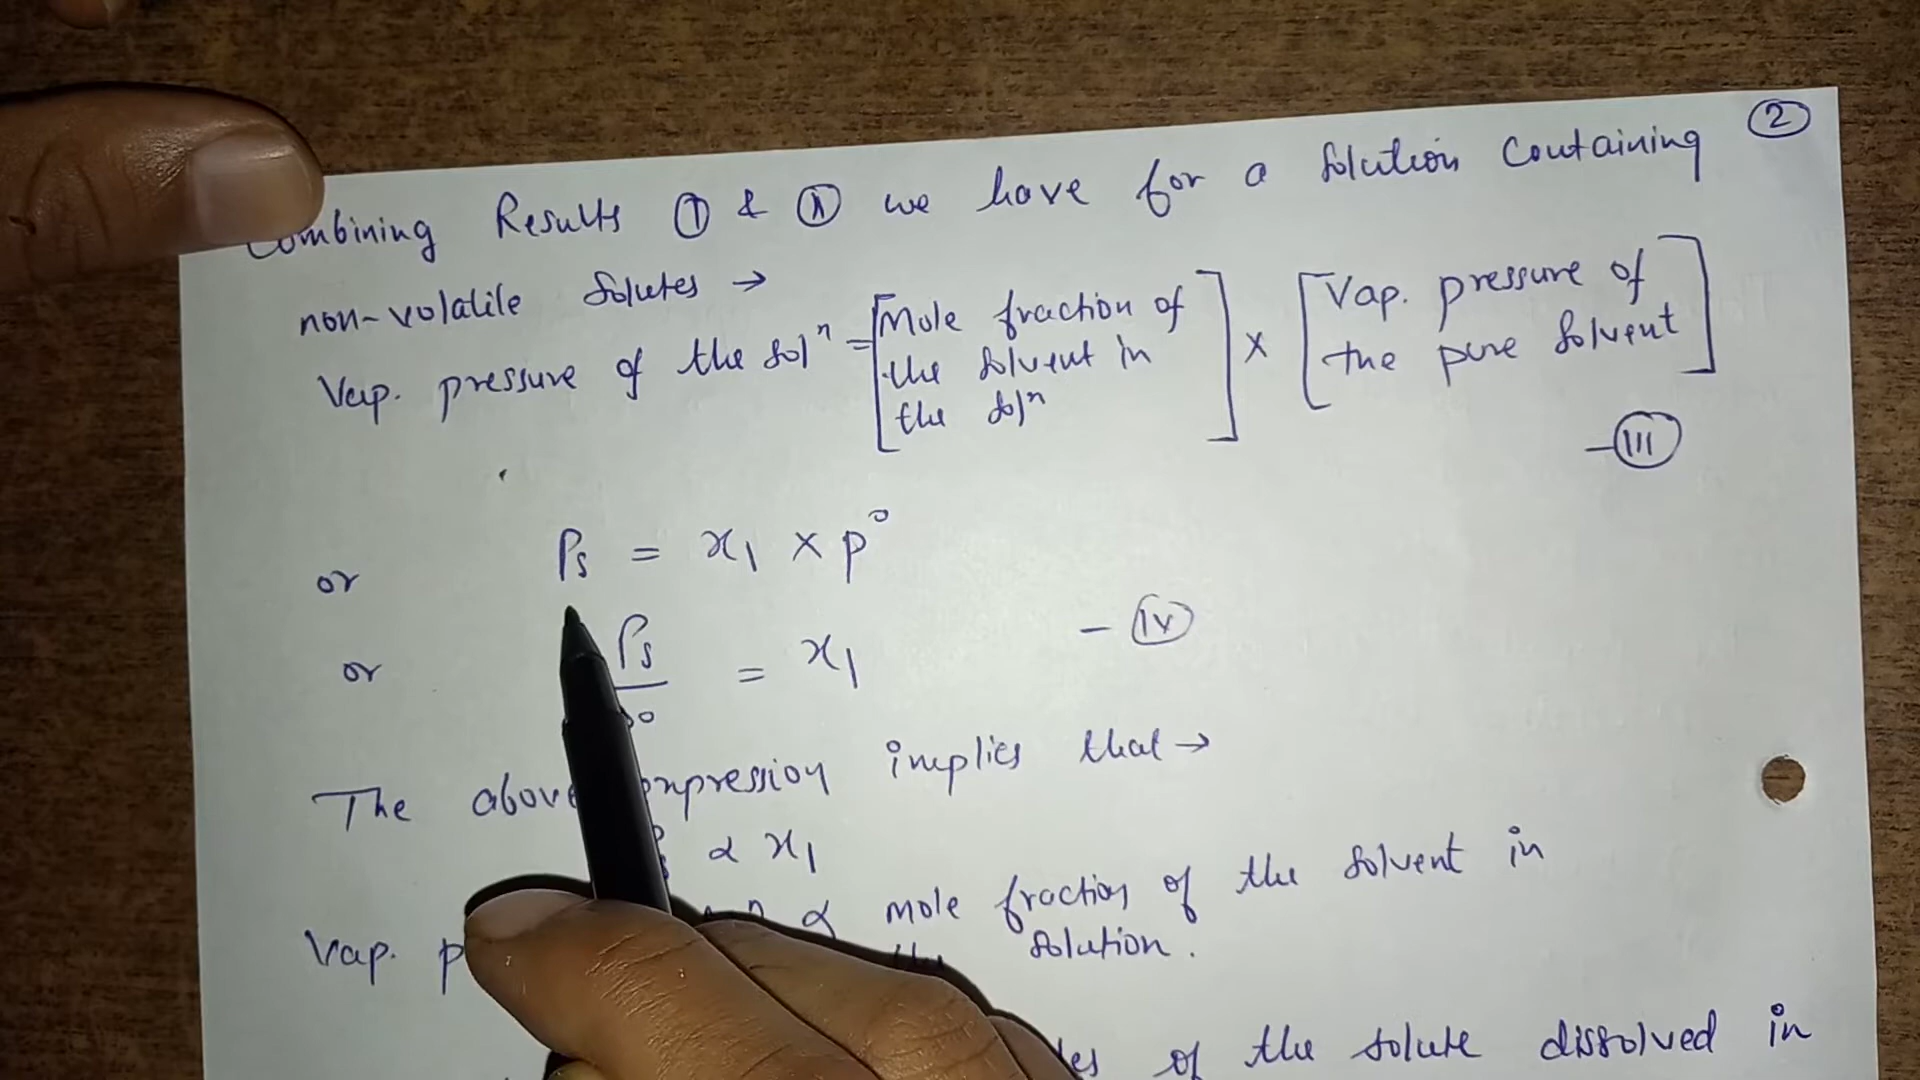 ②
Combining Results Ⓘ & Ⓘ Ⓘ we have for a solution containing
non-volatile solutes →
Vap. pressure of the solⁿ = [Mole fraction of the solvent in the solⁿ] × [Vap. pressure of the pure solvent]
- III
or Ps = x₁ × p°
or Ps / p° = x₁ - IV
The above expression implies that →
∝ x₁
Vap. p ∝ mole fraction of the solvent in
the solution.
of the solute dissolved in